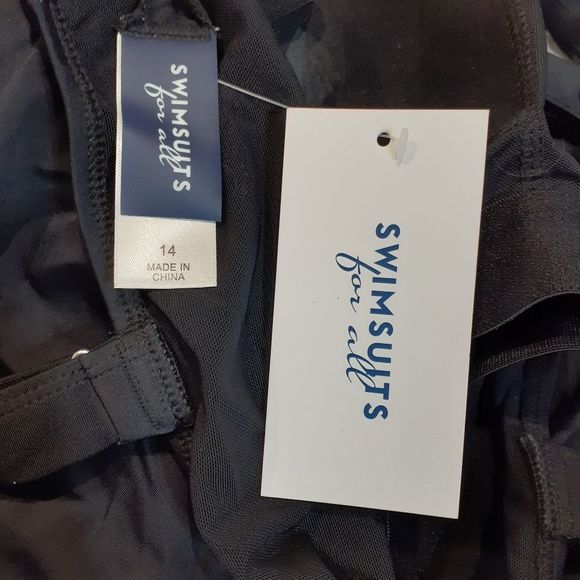 SWIMSUITS
for all
14
MADE IN
CHINA
SWIMSUITS
for all